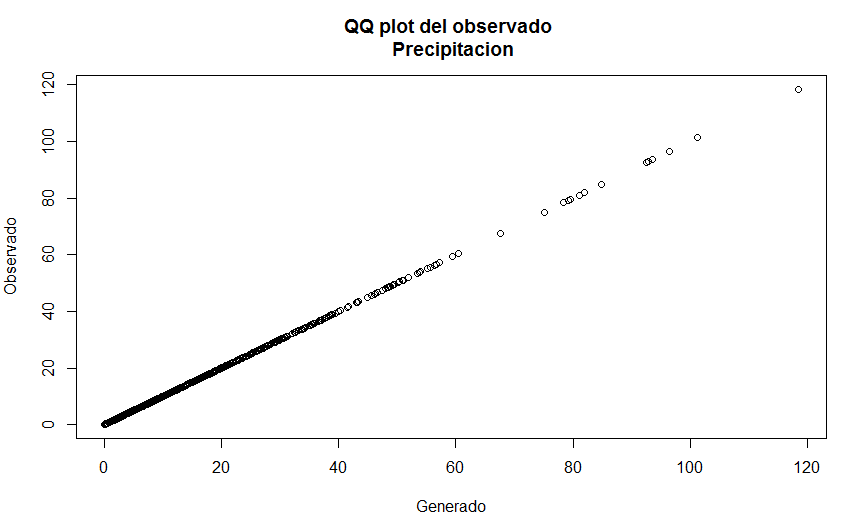 QQ plot del observado
Precipitacion
Observado
120
100
80
60
40
20
0
0 20 40 60 80 100 120
Generado